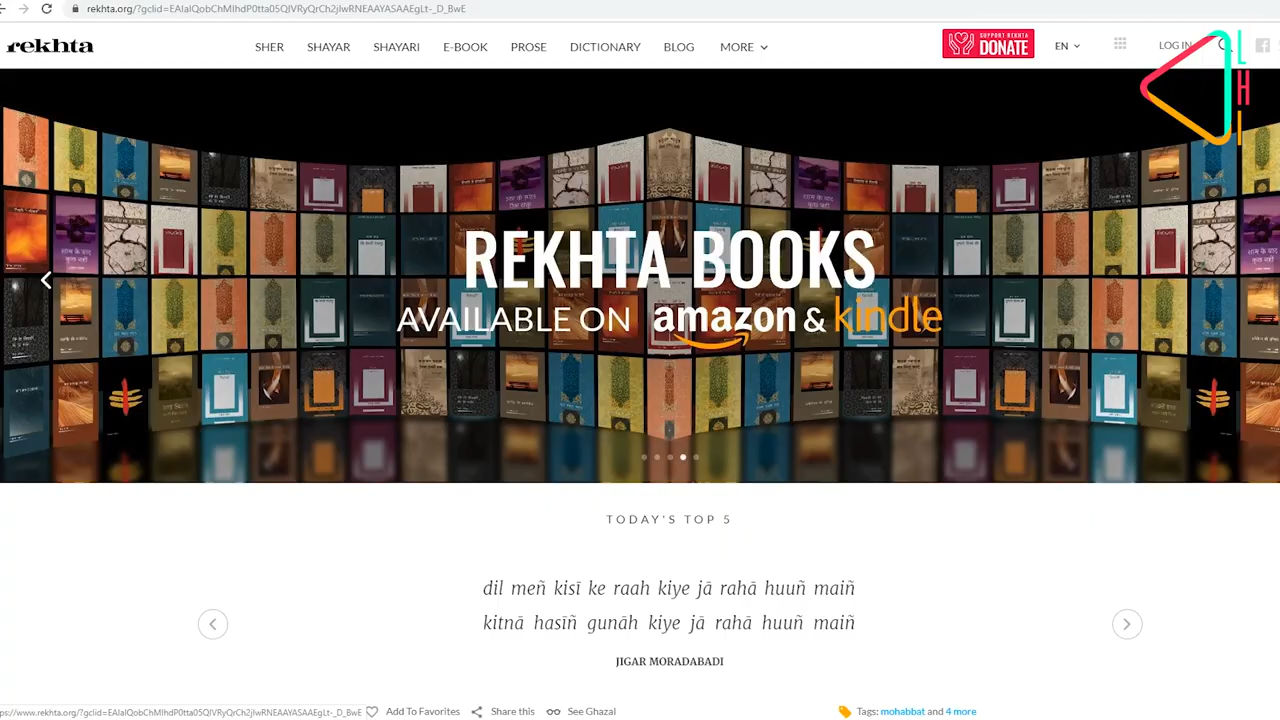 rekhta.org/?gclid=EAIaIQobChMIhdP0tta05QIVRyQrCh2jIwRNEAAYASAAEgLt-_D_BwE
rekhta SHER SHAYAR SHAYARI E-BOOK PROSE DICTIONARY BLOG MORE SUPPORT REKHTA DONATE EN LOG IN
L
H
I
REKHTA BOOKS
AVAILABLE ON amazon & kindle
TODAY'S TOP 5
dil meñ kisī ke raah kiye jā rahā huuñ maiñ
kitnā hasīñ gunāh kiye jā rahā huuñ maiñ
JIGAR MORADABADI
ps://www.rekhta.org/?gclid=EAIaIQobChMIhdP0tta05QIVRyQrCh2jIwRNEAAYASAAEgLt-_D_BwE Add To Favorites Share this See Ghazal Tags: mohabbat and 4 more